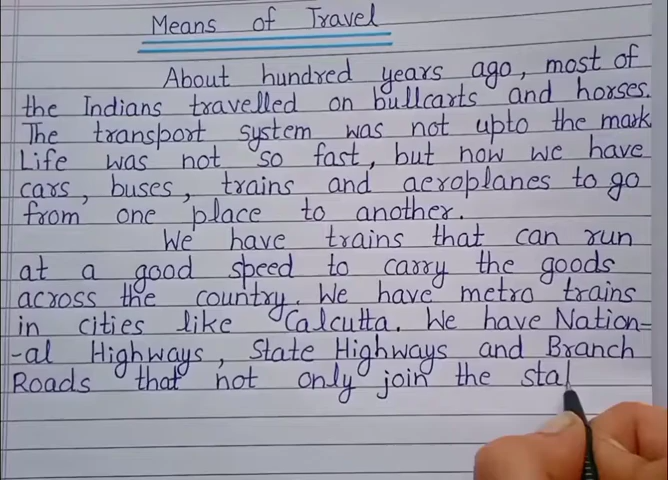 Means of Travel
About hundred years ago, most of
the Indians travelled on bullcarts and horses.
The transport system was not upto the mark
Life was not so fast, but now we have
cars, buses, trains and aeroplanes to go
from one place to another.
We have trains that can run
at a good speed to carry the goods
across the country. We have metro trains
in cities like Calcutta. We have Nation-
-al Highways, State Highways and Branch
Roads that not only join the sta